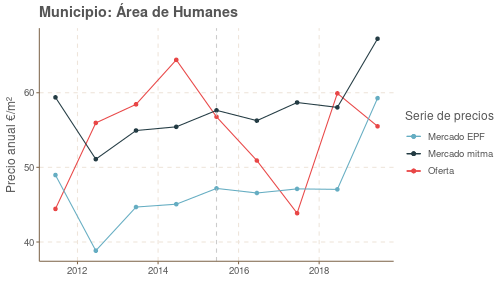 Municipio: Área de Humanes
Precio anual €/m²
60
50
40
2012
2014
2016
2018
Serie de precios
Mercado EPF
Mercado mitma
Oferta